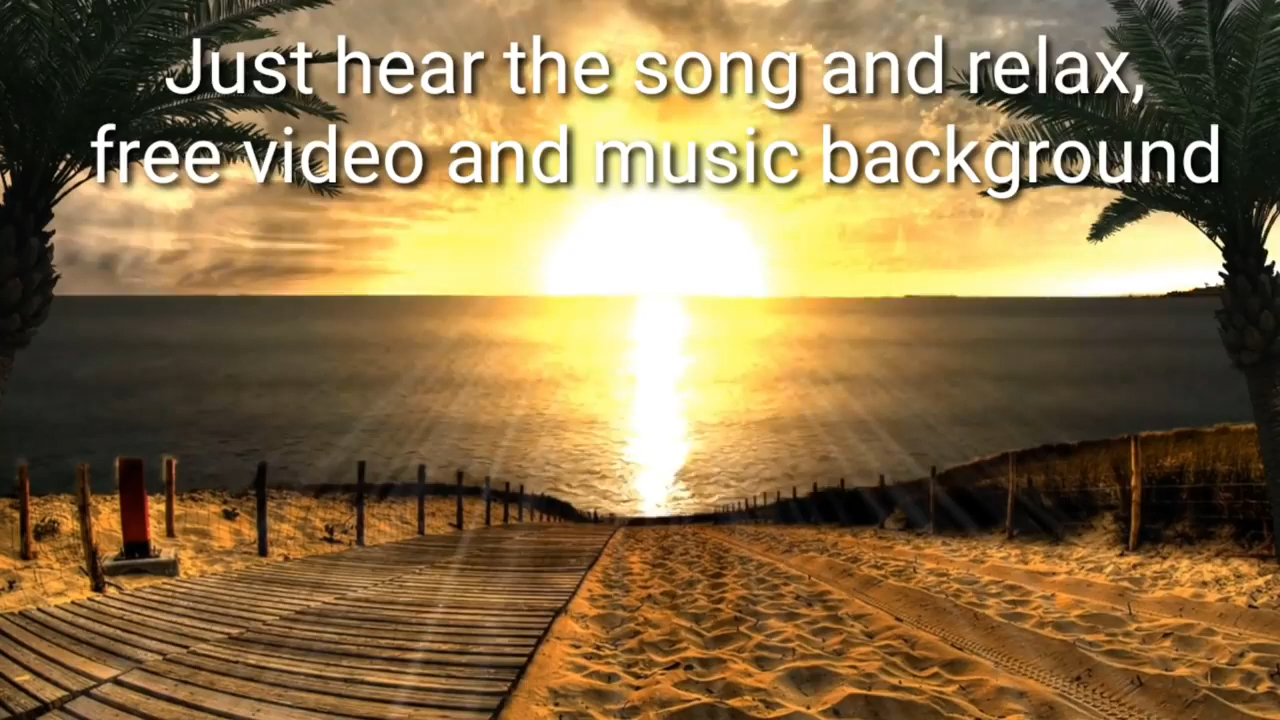 Just hear the song and relax,
free video and music background